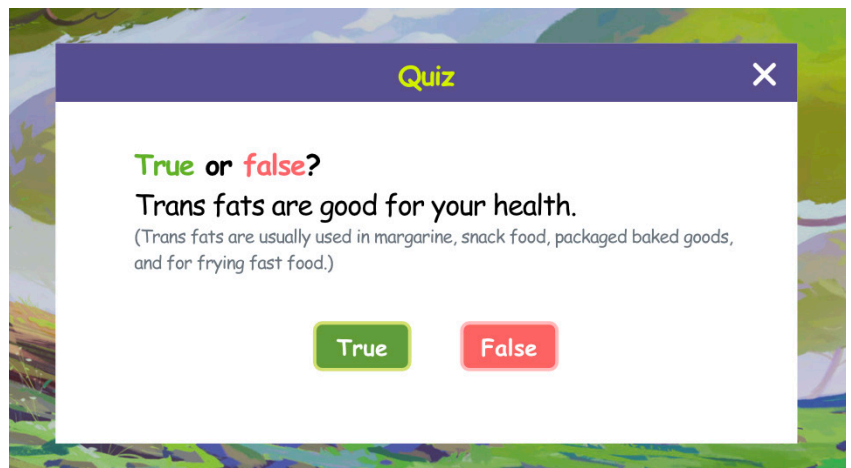 Quiz
True or false?
Trans fats are good for your health.
(Trans fats are usually used in margarine, snack food, packaged baked goods,
and for frying fast food.)
True
False